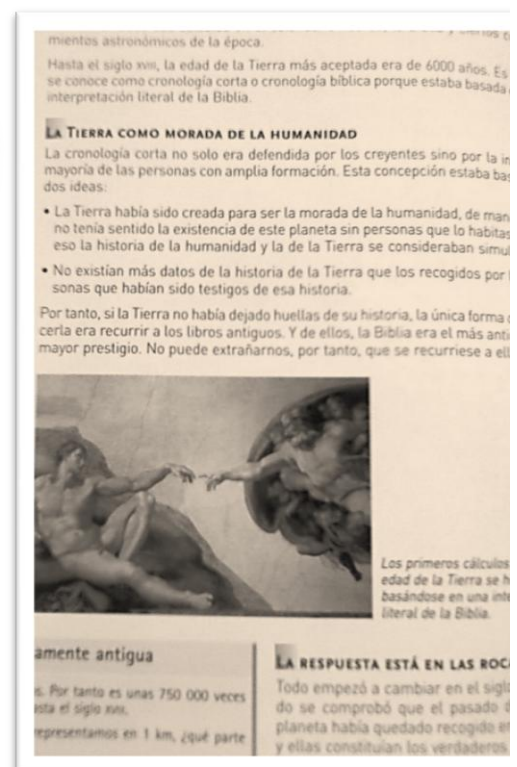 mientos astronómicos de la época.
Hasta el siglo XVIII, la edad de la Tierra más aceptada era de 6000 años. Es
se conoce como cronología corta o cronología bíblica porque estaba basada
interpretación literal de la Biblia.
LA TIERRA COMO MORADA DE LA HUMANIDAD
La cronología corta no solo era defendida por los creyentes sino por la
mayoría de las personas con amplia formación. Esta concepción estaba
dos ideas:
• La Tierra había sido creada para ser la morada de la humanidad, de
no tenía sentido la existencia de este planeta sin personas que lo
eso la historia de la humanidad y la de la Tierra se consideraban
• No existían más datos de la historia de la Tierra que los recogidos por
sonas que habían sido testigos de esa historia.
Por tanto, si la Tierra no había dejado huellas de su historia, la única forma
cerla era recurrir a los libros antiguos. Y de ellos, la Biblia era el más
mayor prestigio. No puede extrañarnos, por tanto, que se recurriese a
Los primeros cálculos
edad de la Tierra se
basándose en una
literal de la Biblia.
amente antigua
s. Por tanto es unas 750 000 veces
asta el siglo XVIII.
representamos en 1 km, ¿qué parte
LA RESPUESTA ESTÁ EN LAS
Todo empezó a cambiar en el
do se comprobó que el pasado
planeta había quedado recogido
y ellas constituían los verdaderos